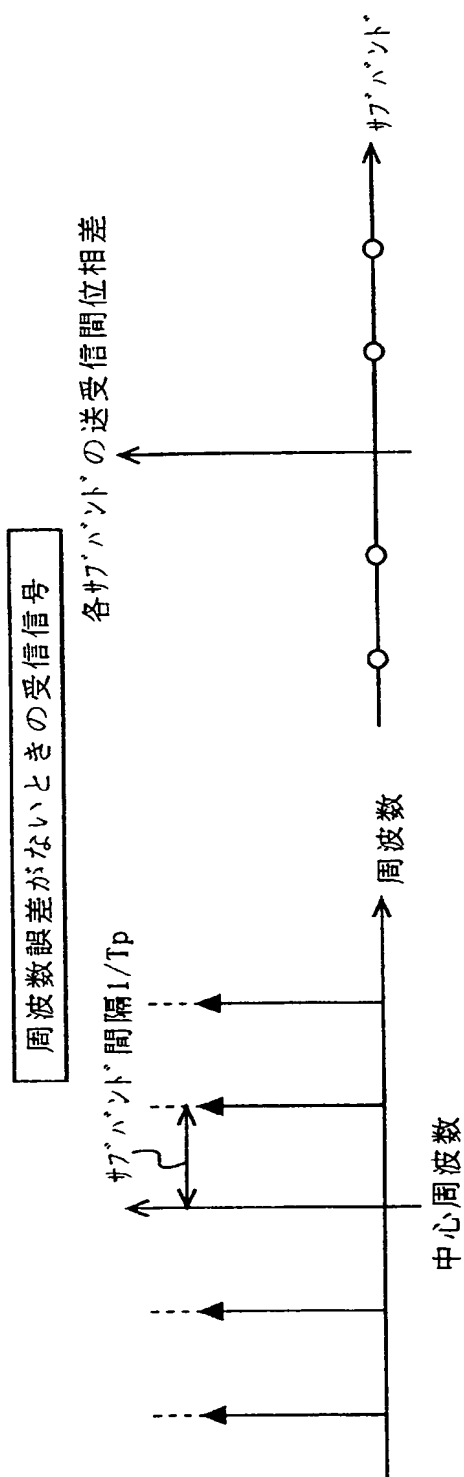 周波数誤差がないときの受信信号
サブバンド間隔1/Tp
周波数
中心周波数
各サブバンドの送受信間位相差
サブバンド